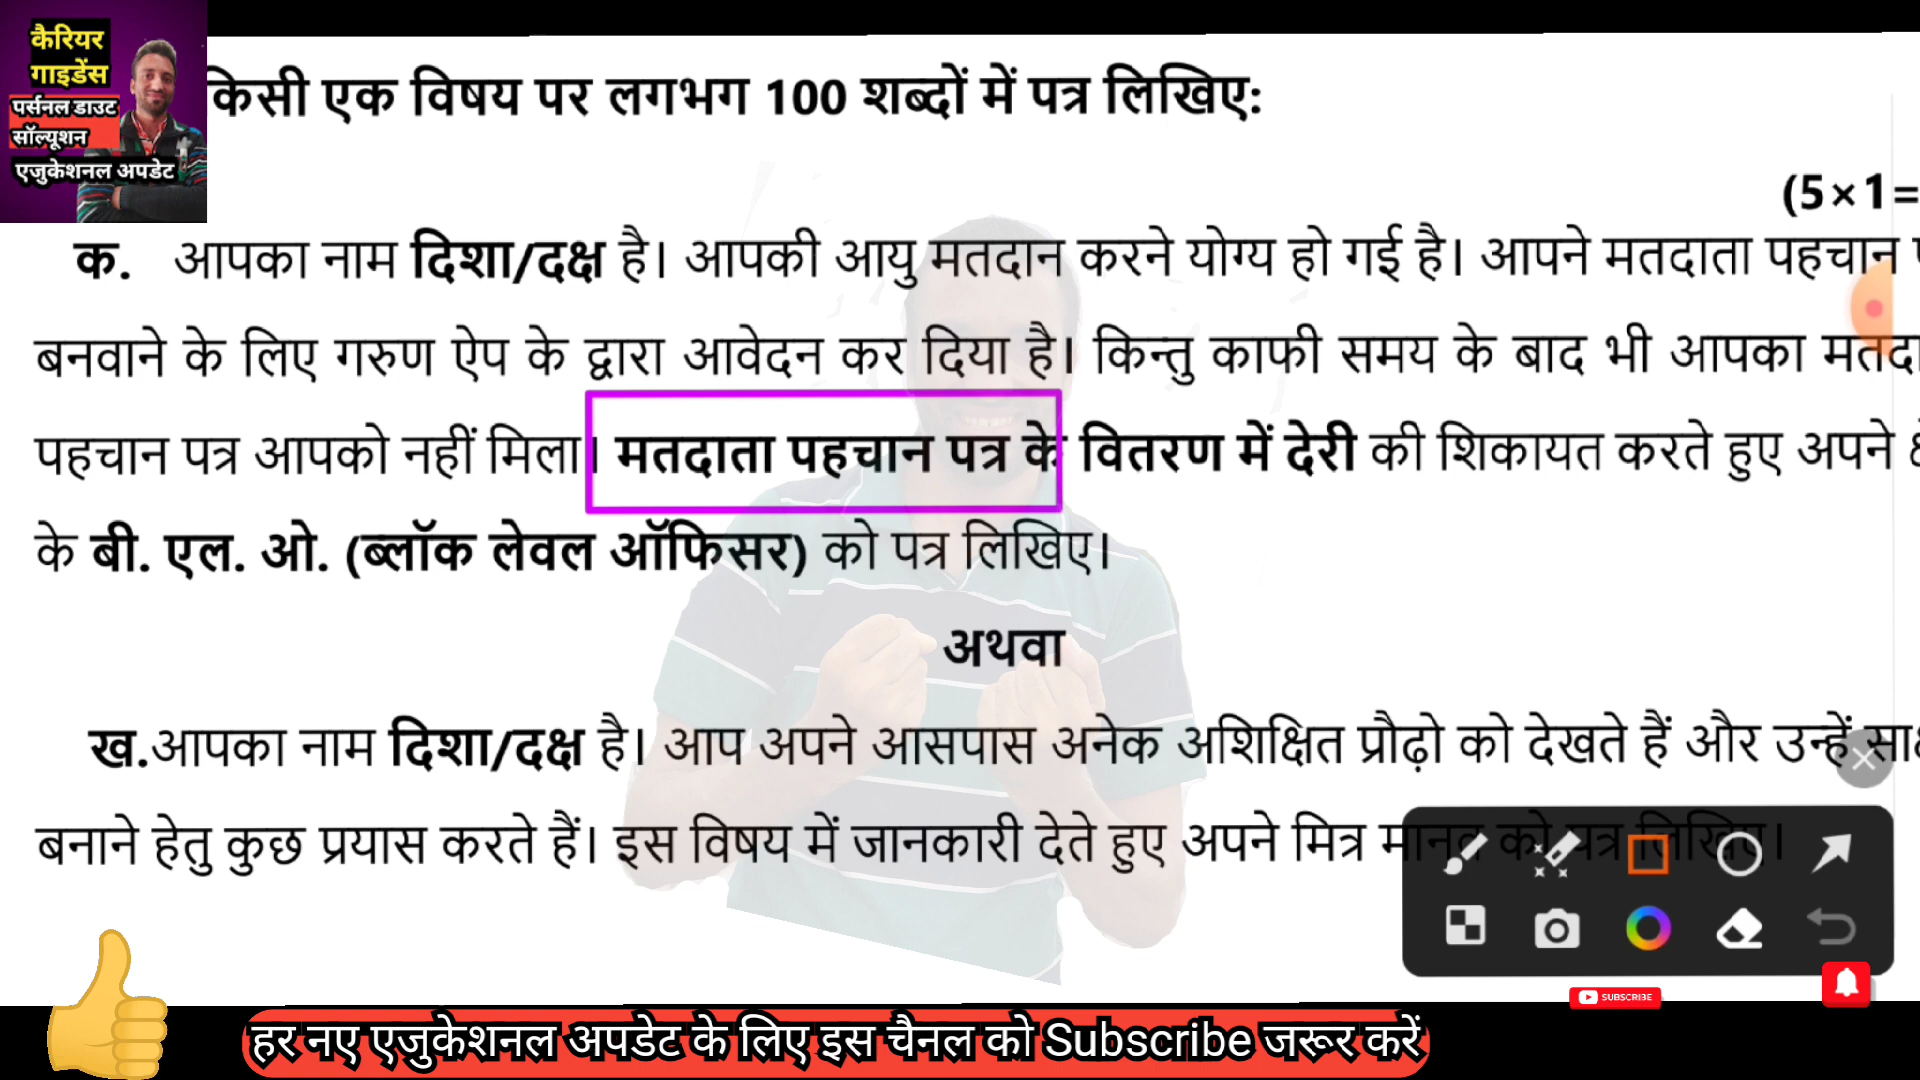 कैरियर
गाइडेंस
पर्सनल डाउट
सॉल्यूशन
एजुकेशनल अपडेट
किसी एक विषय पर लगभग 100 शब्दों में पत्र लिखिए:
(5×1=
क. आपका नाम दिशा/दक्ष है। आपकी आयु मतदान करने योग्य हो गई है। आपने मतदाता पहचान
बनवाने के लिए गरुण ऐप के द्वारा आवेदन कर दिया है। किन्तु काफी समय के बाद भी आपका मतदा
पहचान पत्र आपको नहीं मिला। मतदाता पहचान पत्र के वितरण में देरी की शिकायत करते हुए अपने
के बी. एल. ओ. (ब्लॉक लेवल ऑफिसर) को पत्र लिखिए।
अथवा
ख.आपका नाम दिशा/दक्ष है। आप अपने आसपास अनेक अशिक्षित प्रौढ़ो को देखते हैं और उन्हें सा
बनाने हेतु कुछ प्रयास करते हैं। इस विषय में जानकारी देते हुए अपने मित्र मानव को पत्र लिखिए।
SUBSCRIBE
हर नए एजुकेशनल अपडेट के लिए इस चैनल को Subscribe जरूर करें